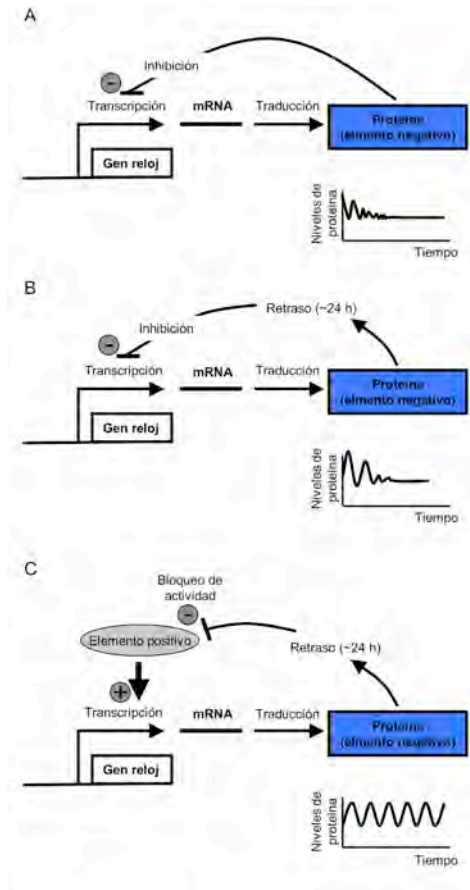 A
−
Inhibición
Transcripción
mRNA
Traducción
Proteína
(elemento negativo)
Gen reloj
Niveles de
proteína
Tiempo
B
Retraso (~24 h)
−
Inhibición
Transcripción
mRNA
Traducción
Proteína
(elmento negativo)
Gen reloj
Niveles de
proteína
Tiempo
C
Bloqueo de
actividad
−
Elemento positivo
Retraso (~24 h)
+
Transcripción
mRNA
Traducción
Proteína
(elemento negativo)
Gen reloj
Niveles de
proteína
Tiempo